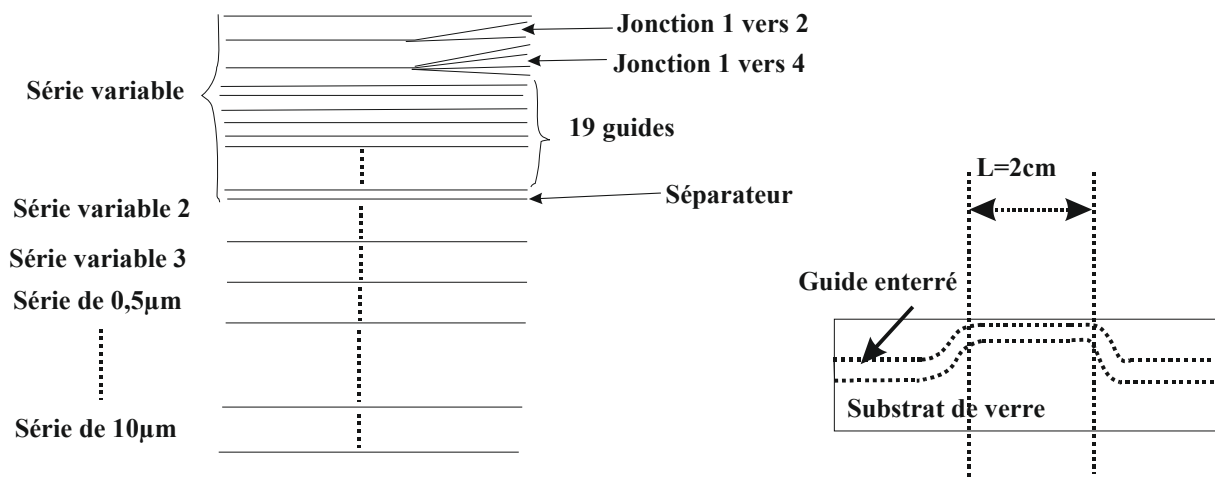 Jonction 1 vers 2
Jonction 1 vers 4
Série variable
19 guides
Séparateur
Série variable 2
Série variable 3
Série de 0,5µm
Série de 10µm
L=2cm
Guide enterré
Substrat de verre